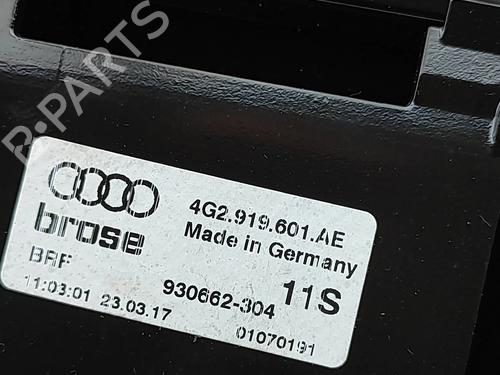 B-PARTS
4G2.919.601.AE
brose
Made in Germany
BRF
930662-304
11S
11:03:01 23.03.17
01070191